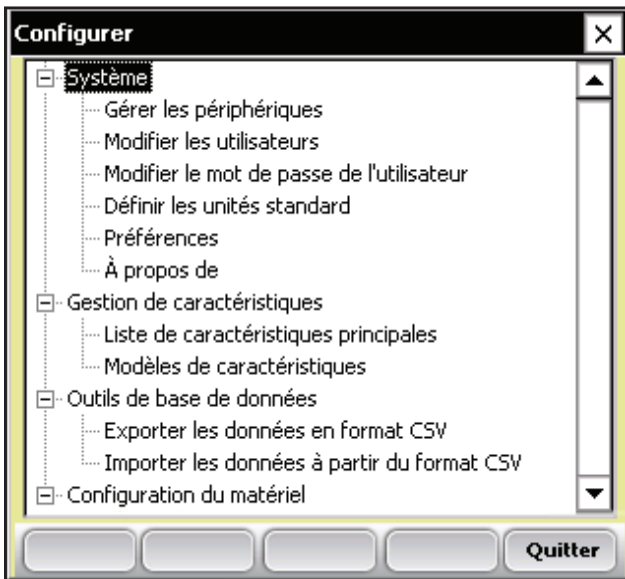 Configurer
Système
Gérer les périphériques
Modifier les utilisateurs
Modifier le mot de passe de l'utilisateur
Définir les unités standard
Préférences
À propos de
Gestion de caractéristiques
Liste de caractéristiques principales
Modèles de caractéristiques
Outils de base de données
Exporter les données en format CSV
Importer les données à partir du format CSV
Configuration du matériel
Quitter